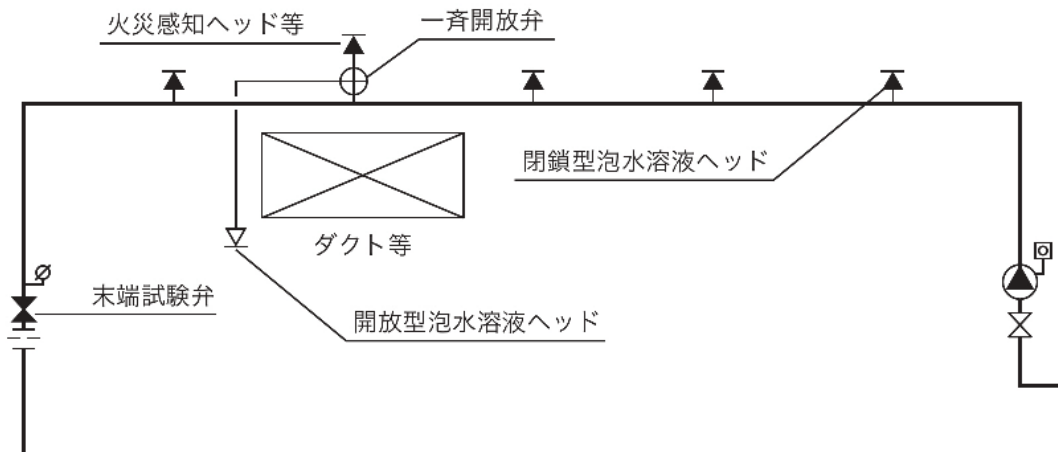 火災感知ヘッド等
一斉開放弁
閉鎖型泡水溶液ヘッド
ダクト等
末端試験弁
開放型泡水溶液ヘッド